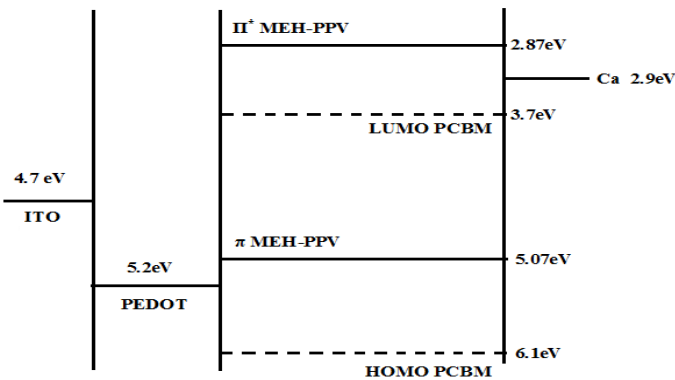 Π* MEH-PPV
2.87eV
Ca 2.9eV
3.7eV
LUMO PCBM
4.7 eV
ITO
π MEH-PPV
5.07eV
5.2eV
PEDOT
6.1eV
HOMO PCBM